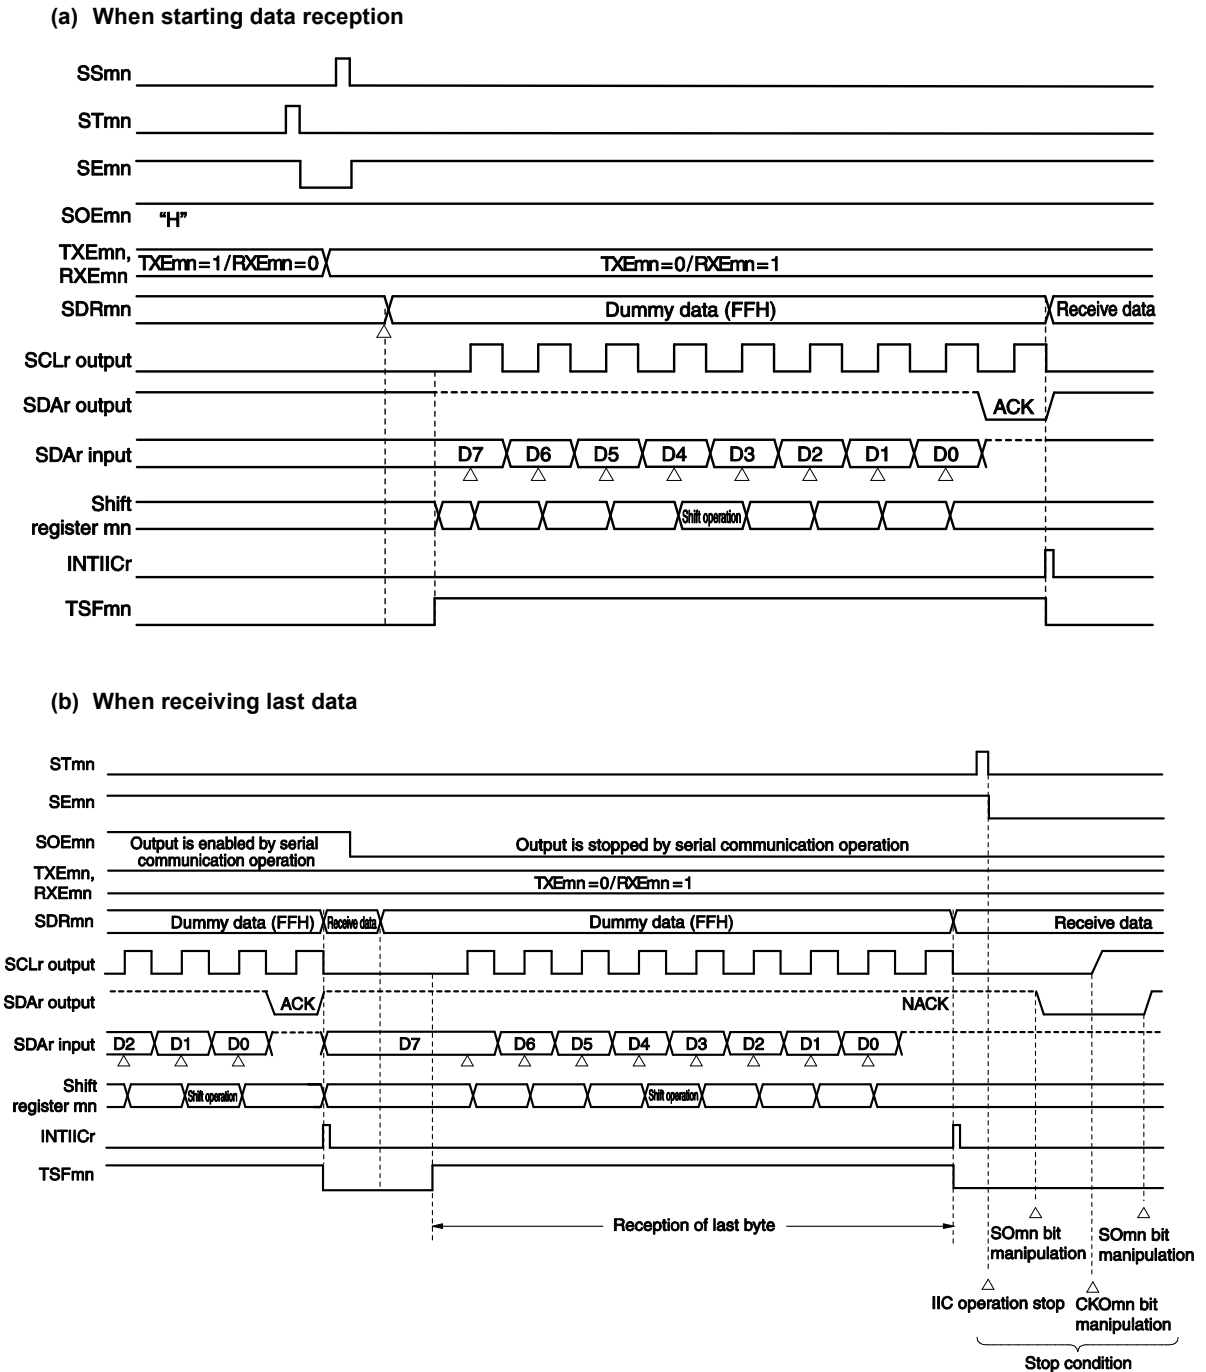 (a) When starting data reception
SSmn
STmn
SEmn
SOEmn "H"
TXEmn,
RXEmn
TXEmn=1/RXEmn=0 TXEmn=0/RXEmn=1
SDRmn Dummy data (FFH) Receive data
SCLr output
SDAr output ACK
SDAr input D7 D6 D5 D4 D3 D2 D1 D0
Shift
register mn
Shift operation
INTIICr
TSFmn
(b) When receiving last data
STmn
SEmn
SOEmn
Output is enabled by serial
communication operation
Output is stopped by serial communication operation
TXEmn,
RXEmn
TXEmn=0/RXEmn=1
SDRmn Dummy data (FFH) Receive data Dummy data (FFH) Receive data
SCLr output
SDAr output ACK NACK
SDAr input D2 D1 D0 D7 D6 D5 D4 D3 D2 D1 D0
Shift
register mn
Shift operation Shift operation
INTIICr
TSFmn
Reception of last byte
SOmn bit
manipulation
SOmn bit
manipulation
IIC operation stop
CKOmn bit
manipulation
Stop condition